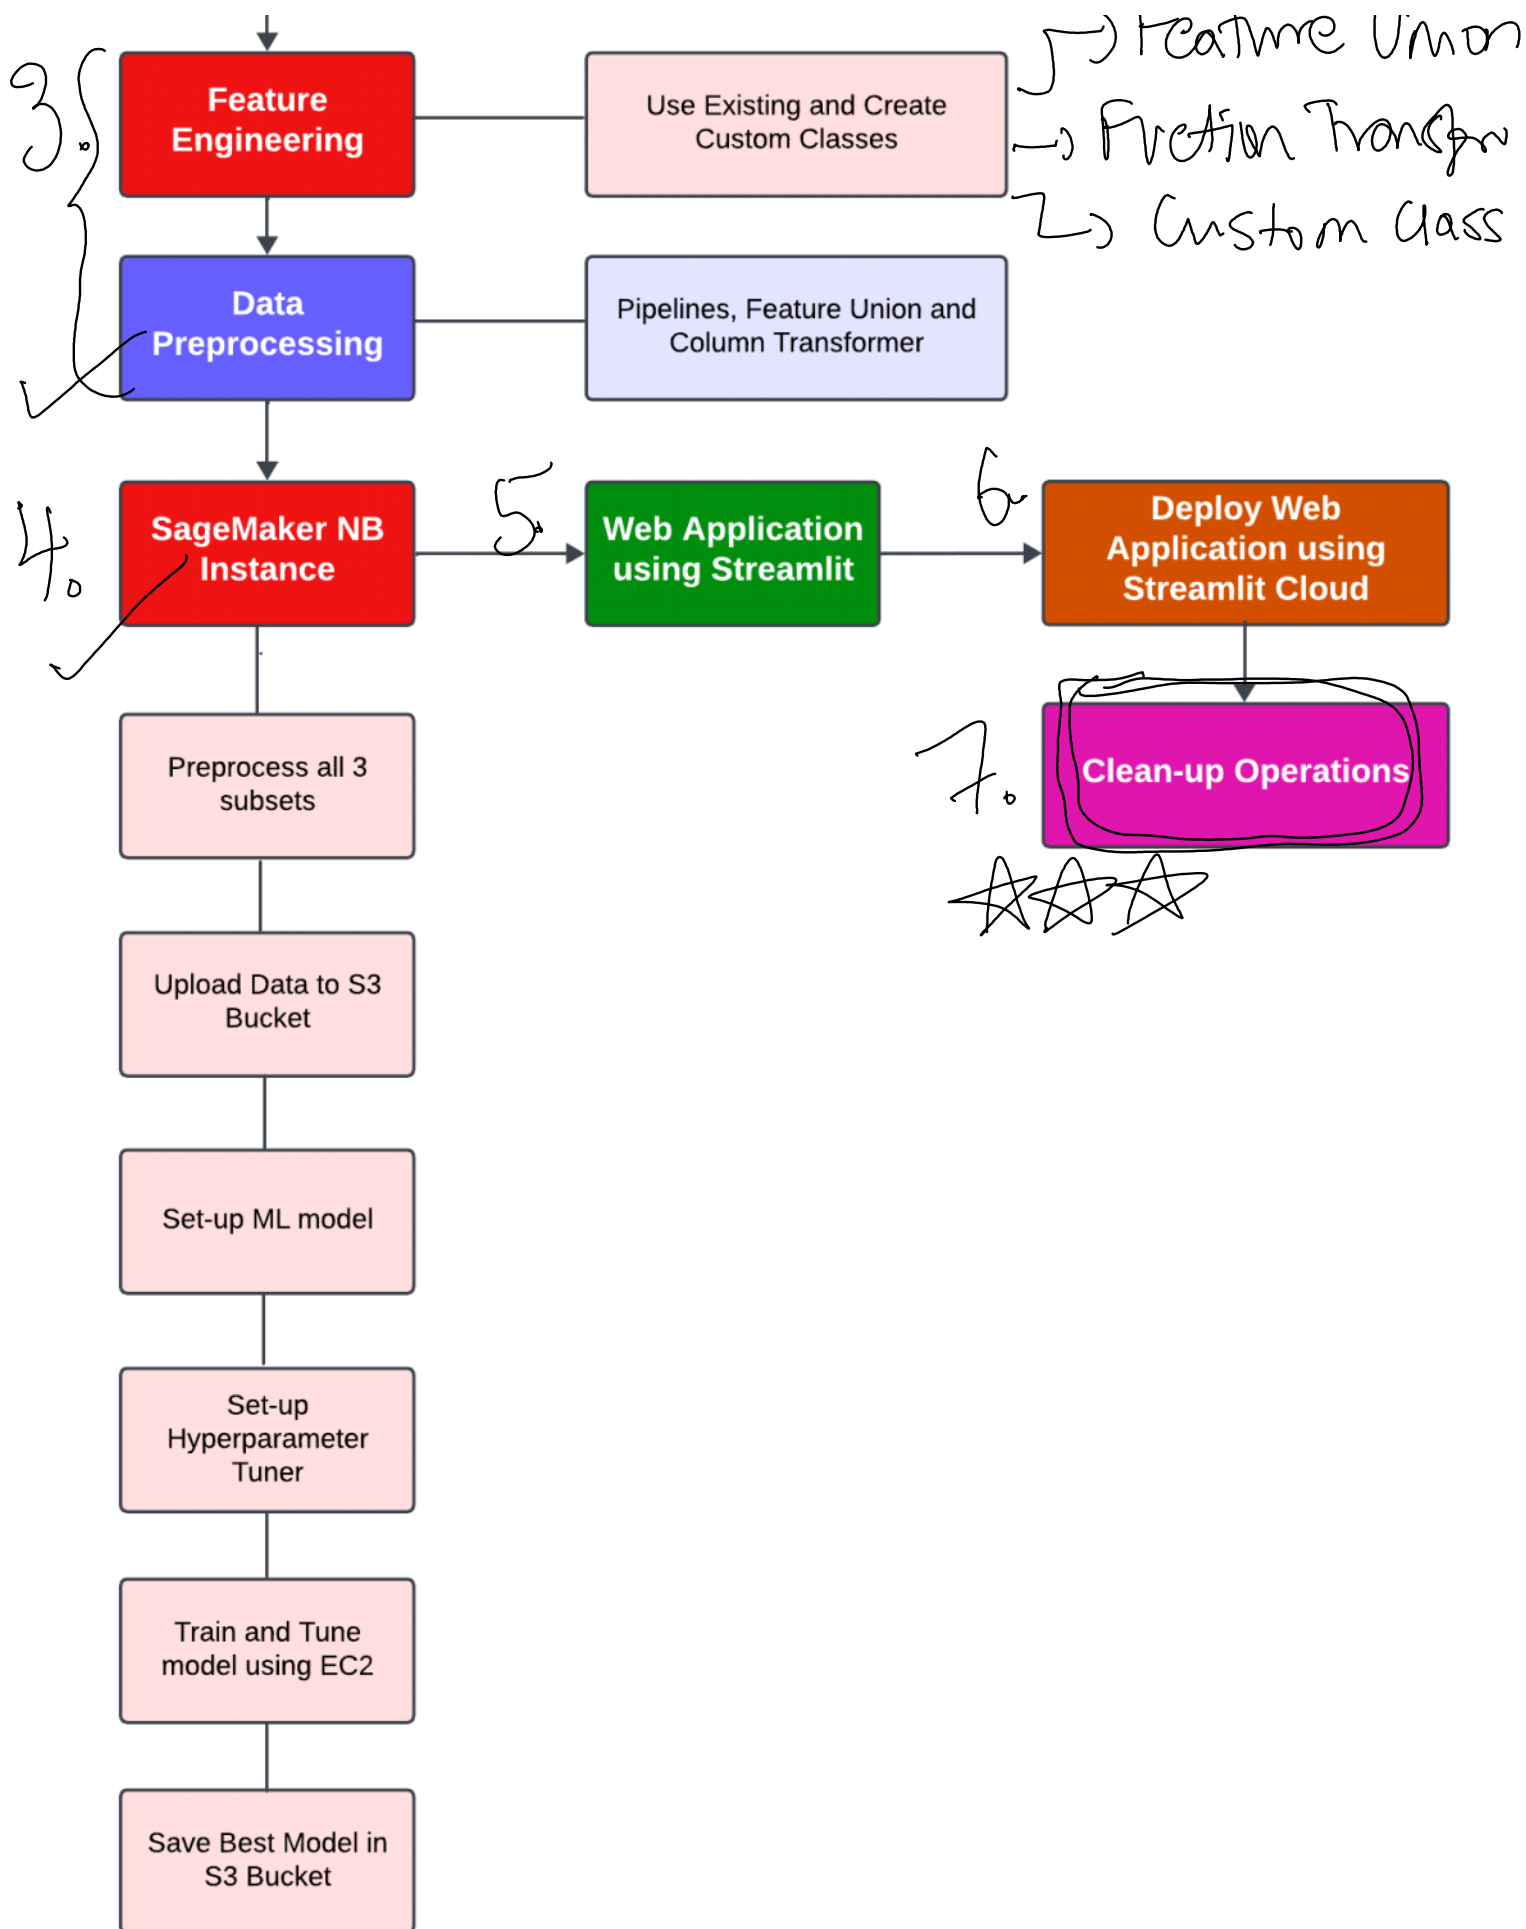 3.
Feature
Engineering
Use Existing and Create
Custom Classes
Feature Union
Fuction Transfrm
Custom Class
Data
Preprocessing
Pipelines, Feature Union and
Column Transformer
4.
SageMaker NB
Instance
5.
Web Application
using Streamlit
6.
Deploy Web
Application using
Streamlit Cloud
7.
Clean-up Operations
Preprocess all 3
subsets
Upload Data to S3
Bucket
Set-up ML model
Set-up
Hyperparameter
Tuner
Train and Tune
model using EC2
Save Best Model in
S3 Bucket